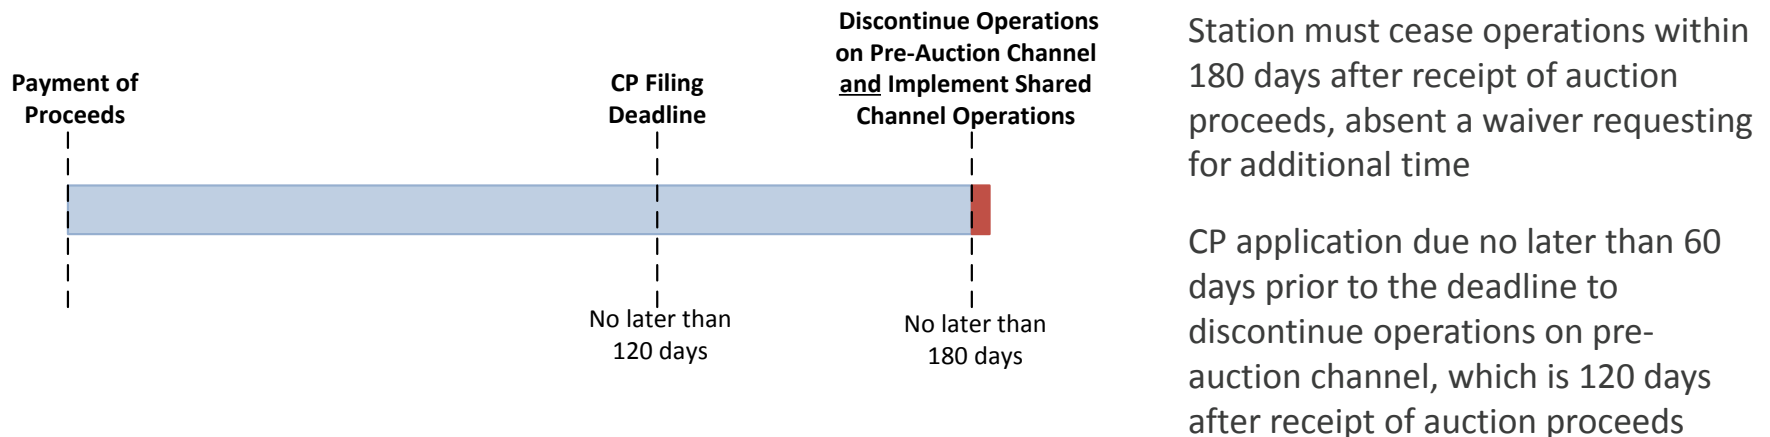 Payment of
Proceeds
CP Filing
Deadline
Discontinue Operations
on Pre-Auction Channel
and Implement Shared
Channel Operations
No later than
120 days
No later than
180 days
Station must cease operations within
180 days after receipt of auction
proceeds, absent a waiver requesting
for additional time
CP application due no later than 60
days prior to the deadline to
discontinue operations on pre-
auction channel, which is 120 days
after receipt of auction proceeds